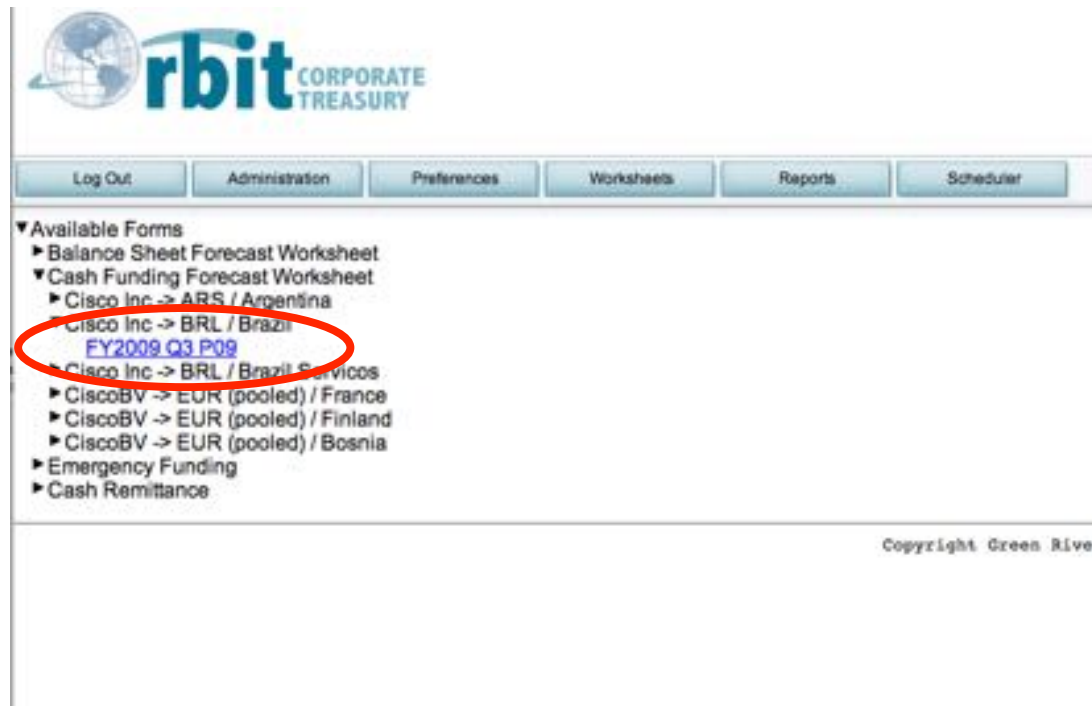 rbit CORPORATE
TREASURY
Log Out Administration Preferences Worksheets Reports Scheduler
▼Available Forms
►Balance Sheet Forecast Worksheet
▼Cash Funding Forecast Worksheet
►Cisco Inc -> ARS / Argentina
▼Cisco Inc -> BRL / Brazil
FY2009 Q3 P09
►Cisco Inc -> BRL / Brazil Servicos
►CiscoBV -> EUR (pooled) / France
►CiscoBV -> EUR (pooled) / Finland
►CiscoBV -> EUR (pooled) / Bosnia
►Emergency Funding
►Cash Remittance
Copyright Green Rive